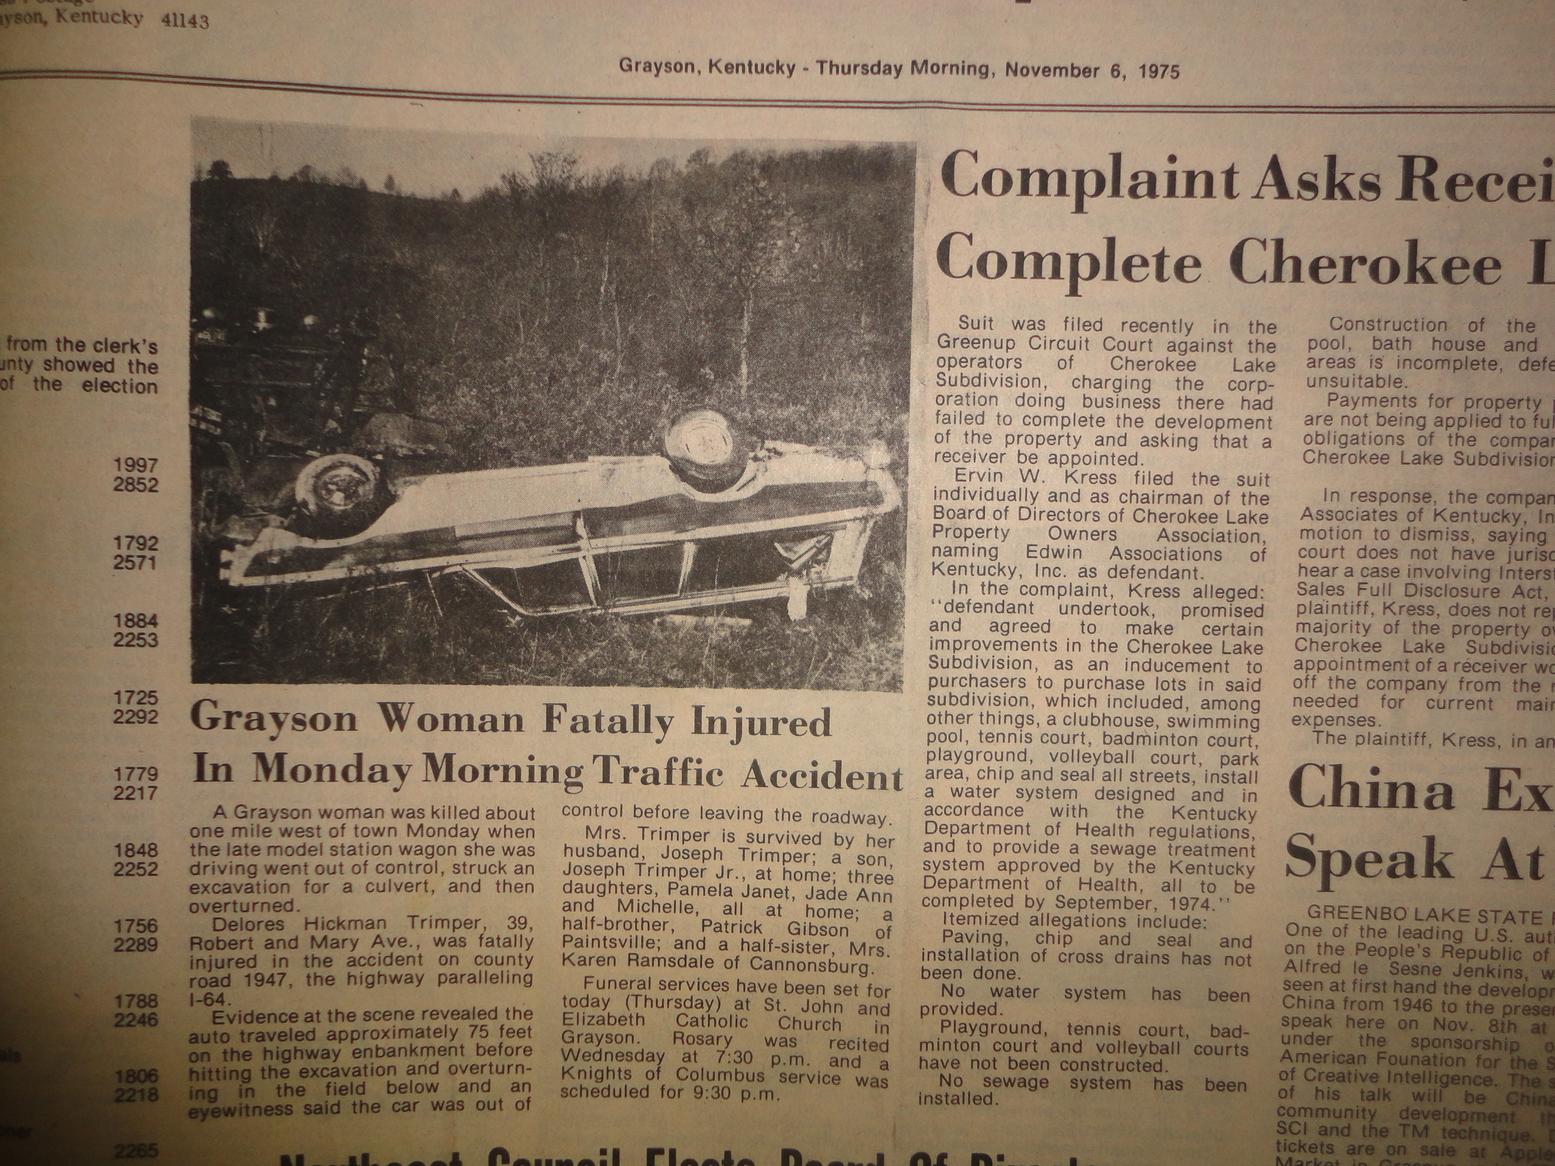 Grayson, Kentucky 41143
Grayson, Kentucky - Thursday Morning, November 6, 1975
from the clerk's
showed the
of the election
1997
2852
1792
2571
1884
2253
1725
2292
1779
2217
1848
2252
1756
2289
1788
2246
1806
2218
2265
Grayson Woman Fatally Injured
In Monday Morning Traffic Accident
A Grayson woman was killed about
one mile west of town Monday when
the late model station wagon she was
driving went out of control, struck an
excavation for a culvert, and then
overturned.
Delores Hickman Trimper, 39,
Robert and Mary Ave., was fatally
injured in the accident on county
road 1947, the highway paralleling
I-64.
Evidence at the scene revealed the
auto traveled approximately 75 feet
on the highway enbankment before
hitting the excavation and overturn-
ing in the field below and an
eyewitness said the car was out of
control before leaving the roadway.
Mrs. Trimper is survived by her
husband, Joseph Trimper; a son,
Joseph Trimper Jr., at home; three
daughters, Pamela Janet, Jade Ann
and Michelle, all at home; a
half-brother, Patrick Gibson of
Paintsville; and a half-sister, Mrs.
Karen Ramsdale of Cannonsburg.
Funeral services have been set for
today (Thursday) at St. John and
Elizabeth Catholic Church in
Grayson. Rosary was recited
Wednesday at 7:30 p.m. and a
Knights of Columbus service was
scheduled for 9:30 p.m.
Complaint Asks Recei
Complete Cherokee L
Suit was filed recently in the
Greenup Circuit Court against the
operators of Cherokee Lake
Subdivision, charging the corp-
oration doing business there had
failed to complete the development
of the property and asking that a
receiver be appointed.
Ervin W. Kress filed the suit
individually and as chairman of the
Board of Directors of Cherokee Lake
Property Owners Association,
naming Edwin Associations of
Kentucky, Inc. as defendant.
In the complaint, Kress alleged:
"defendant undertook, promised
and agreed to make certain
improvements in the Cherokee Lake
Subdivision, as an inducement to
purchasers to purchase lots in said
subdivision, which included, among
other things, a clubhouse, swimming
pool, tennis court, badminton court,
playground, volleyball court, park
area, chip and seal all streets, install
a water system designed and in
accordance with the Kentucky
Department of Health regulations,
and to provide a sewage treatment
system approved by the Kentucky
Department of Health, all to be
completed by September, 1974."
Itemized allegations include:
Paving, chip and seal and
installation of cross drains has not
been done.
No water system has been
provided.
Playground, tennis court, bad-
minton court and volleyball courts
have not been constructed.
No sewage system has been
installed.
Construction of the
pool, bath house and
areas is incomplete, defe
unsuitable.
Payments for property
are not being applied to ful
obligations of the compan
Cherokee Lake Subdivision
In response, the compan
Associates of Kentucky, In
motion to dismiss, saying
court does not have jurisd
hear a case involving Inters
Sales Full Disclosure Act,
plaintiff, Kress, does not rep
majority of the property ow
Cherokee Lake Subdivisio
appointment of a receiver wo
off the company from the
needed for current main
expenses.
The plaintiff, Kress, in an
China Ex
Speak At
GREENBO LAKE STATE
One of the leading U.S. aut
on the People's Republic of
Alfred le Sesne Jenkins, w
seen at first hand the develop
China from 1946 to the presen
speak here on Nov. 8th at
under the sponsorship o
American Founation for the S
of Creative Intelligence. The s
of his talk will be China
community development th
SCI and the TM technique.
tickets are on sale at Apple
Market in
Northeast Council Elects Board Of